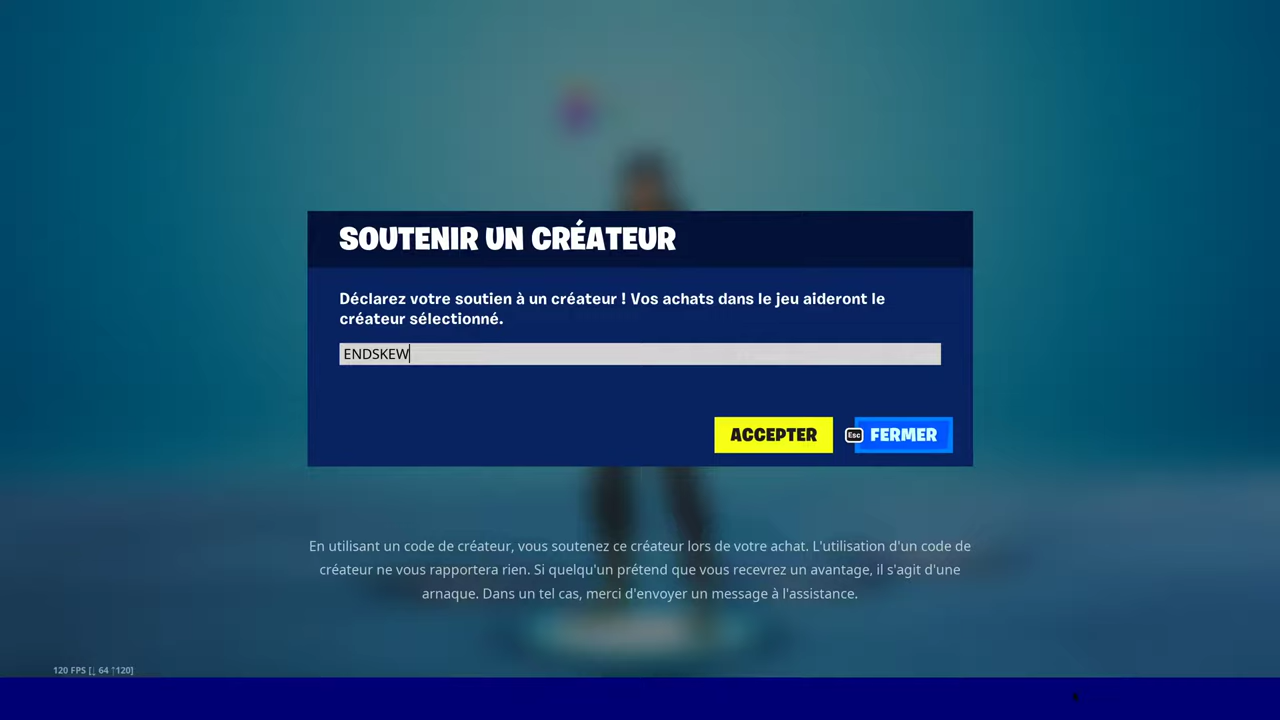 SOUTENIR UN CRÉATEUR
Déclarez votre soutien à un créateur ! Vos achats dans le jeu aideront le
créateur sélectionné.
ENDSKEW
ACCEPTER
Esc FERMER
En utilisant un code de créateur, vous soutenez ce créateur lors de votre achat. L'utilisation d'un code de
créateur ne vous rapportera rien. Si quelqu'un prétend que vous recevrez un avantage, il s'agit d'une
arnaque. Dans un tel cas, merci d'envoyer un message à l'assistance.
120 FPS [↓ 64 ↑120]